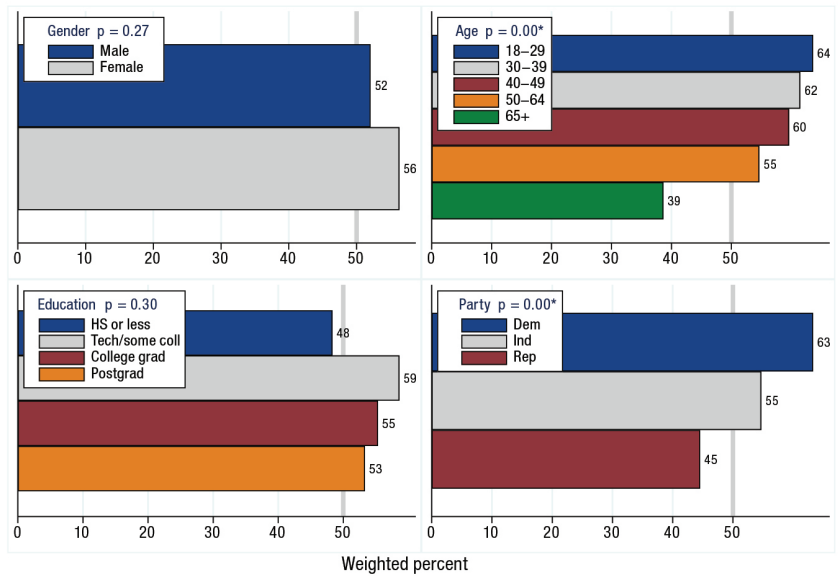 Gender p = 0.27
Male
Female
52
56
0 10 20 30 40 50
Age p = 0.00*
18–29
30–39
40–49
50–64
65+
64
62
60
55
39
0 10 20 30 40 50
Education p = 0.30
HS or less
Tech/some coll
College grad
Postgrad
48
59
55
53
0 10 20 30 40 50
Party p = 0.00*
Dem
Ind
Rep
63
55
45
0 10 20 30 40 50
Weighted percent